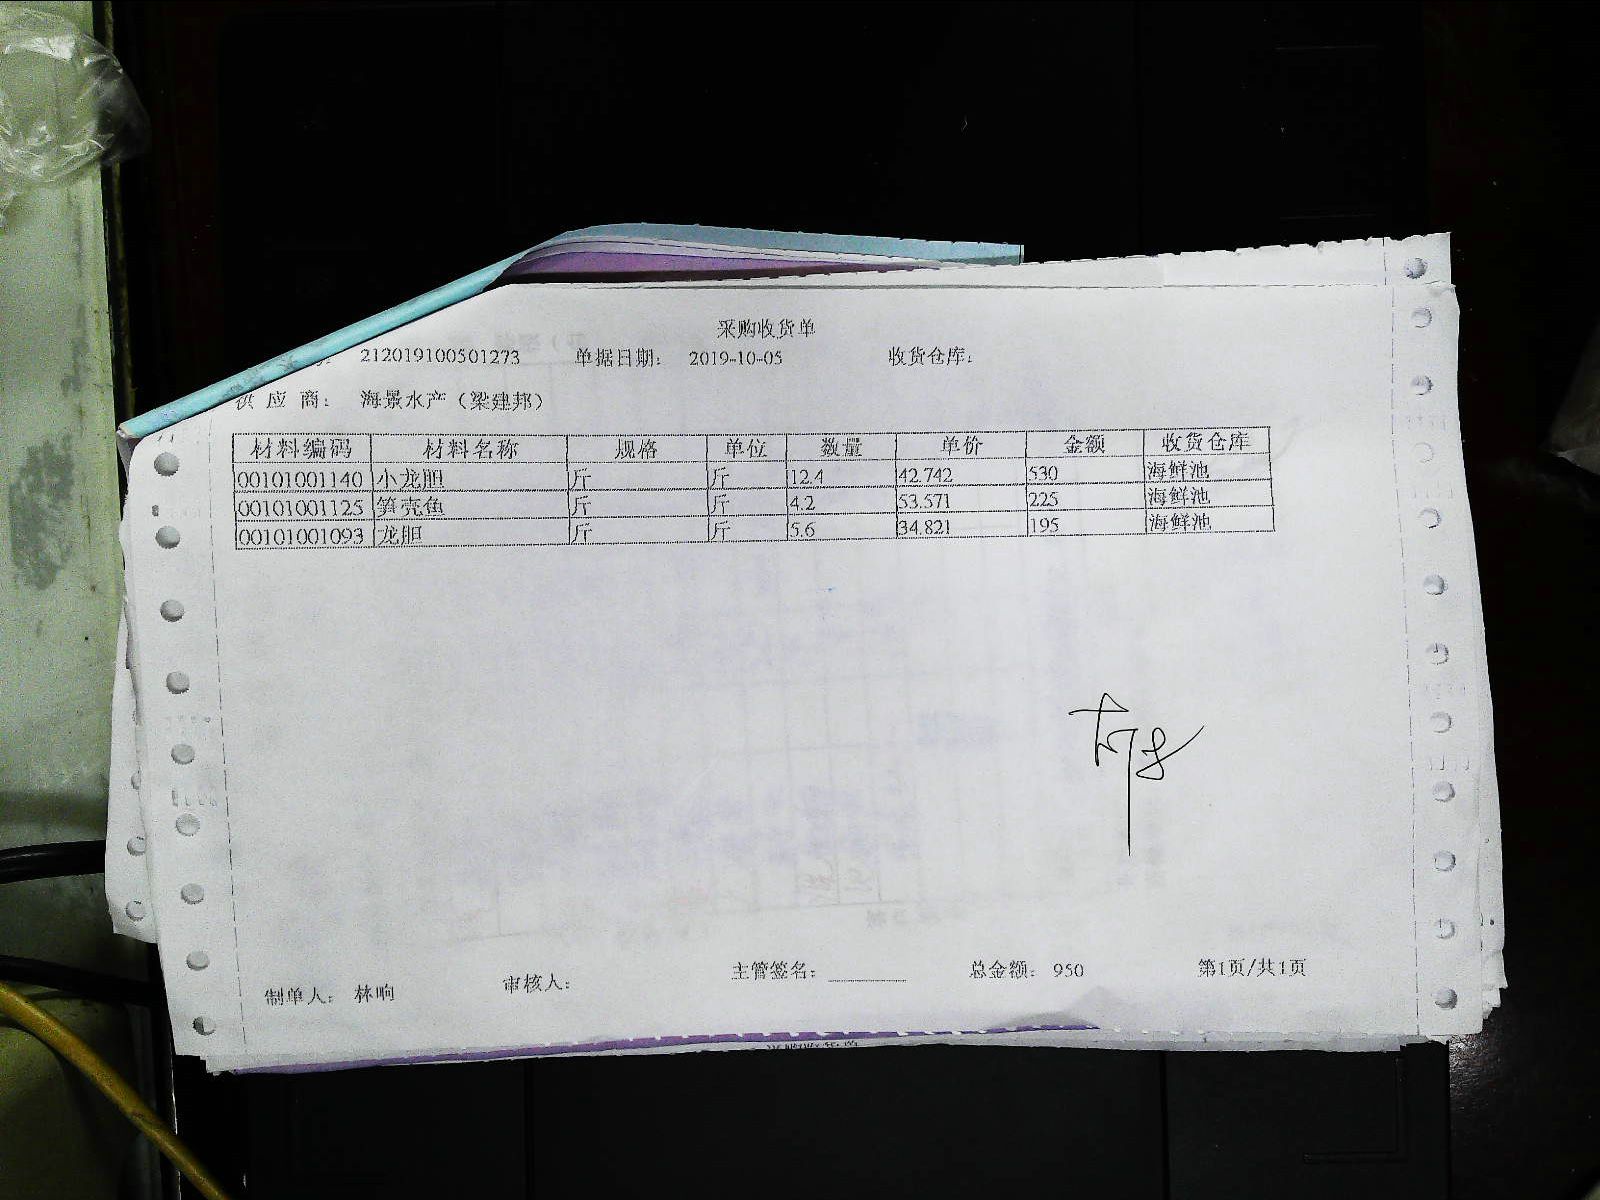 采购收货单
212019100501273 单据日期： 2019-10-05 收货仓库：
供应商： 海景水产（梁建邦）
材料编码 材料名称 规格 单位 数量 单价 金额 收货仓库
00101001140 小龙胆 斤 斤 12.4 42.742 530 海鲜池
00101001125 笋壳鱼 斤 斤 4.2 53.571 225 海鲜池
00101001093 龙胆 斤 斤 5.6 34.821 195 海鲜池
制单人： 林响 审核人： 主管签名： 总金额： 950 第1页/共1页